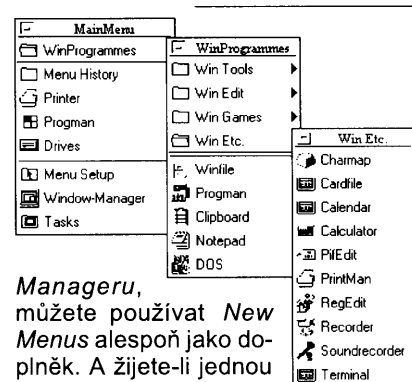 MainMenu
WinProgrammes
Menu History
Printer
Progman
Drives
Menu Setup
Window-Manager
Tasks
WinProgrammes
Win Tools
Win Edit
Win Games
Win Etc.
Winfile
Progman
Clipboard
Notepad
DOS
Win Etc.
Charmap
Cardfile
Calendar
Calculator
PifEdit
PrintMan
RegEdit
Recorder
Soundrecorder
Terminal
Manageru,
můžete používat New
Menus alespoň jako do-
plněk. A žijete-li jednou